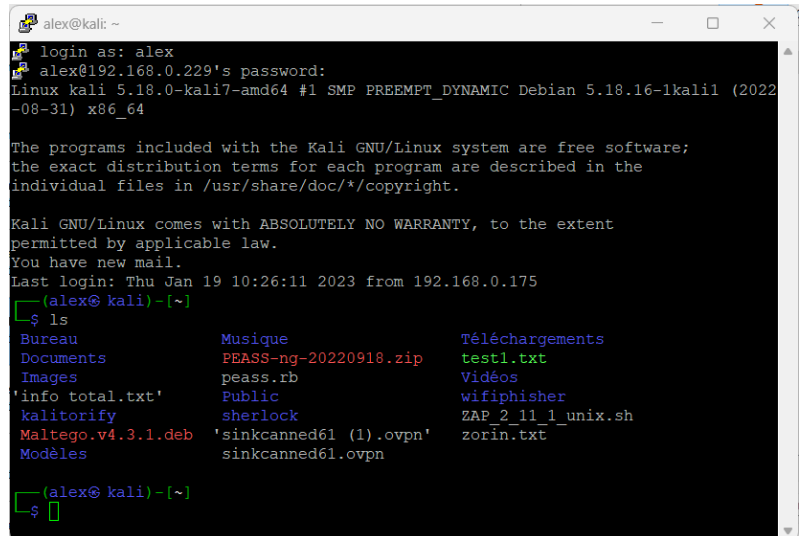 alex@kali: ~
login as: alex
alex@192.168.0.229's password:
Linux kali 5.18.0-kali7-amd64 #1 SMP PREEMPT_DYNAMIC Debian 5.18.16-1kali1 (2022
-08-31) x86_64
The programs included with the Kali GNU/Linux system are free software;
the exact distribution terms for each program are described in the
individual files in /usr/share/doc/*/copyright.
Kali GNU/Linux comes with ABSOLUTELY NO WARRANTY, to the extent
permitted by applicable law.
You have new mail.
Last login: Thu Jan 19 10:26:11 2023 from 192.168.0.175
┌──(alex㉿kali)-[~]
└─$ ls
Bureau Musique Téléchargements
Documents PEASS-ng-20220918.zip test1.txt
Images peass.rb Vidéos
'info total.txt' Public wifiphisher
kalitorify sherlock ZAP_2_11_1_unix.sh
Maltego.v4.3.1.deb 'sinkcanned61 (1).ovpn' zorin.txt
Modèles sinkcanned61.ovpn
┌──(alex㉿kali)-[~]
└─$